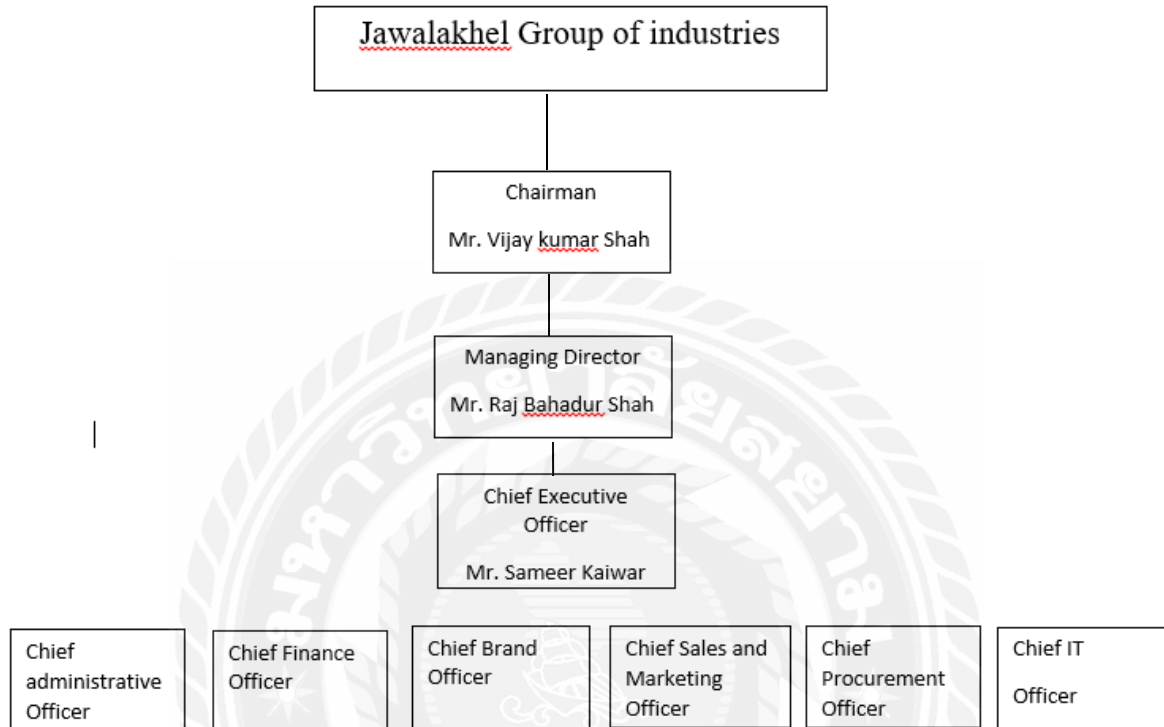 Jawalakhel Group of industries
Chairman
Mr. Vijay kumar Shah
Managing Director
Mr. Raj Bahadur Shah
Chief Executive
Officer
Mr. Sameer Kaiwar
Chief
administrative
Officer
Chief Finance
Officer
Chief Brand
Officer
Chief Sales and
Marketing
Officer
Chief
Procurement
Officer
Chief IT
Officer